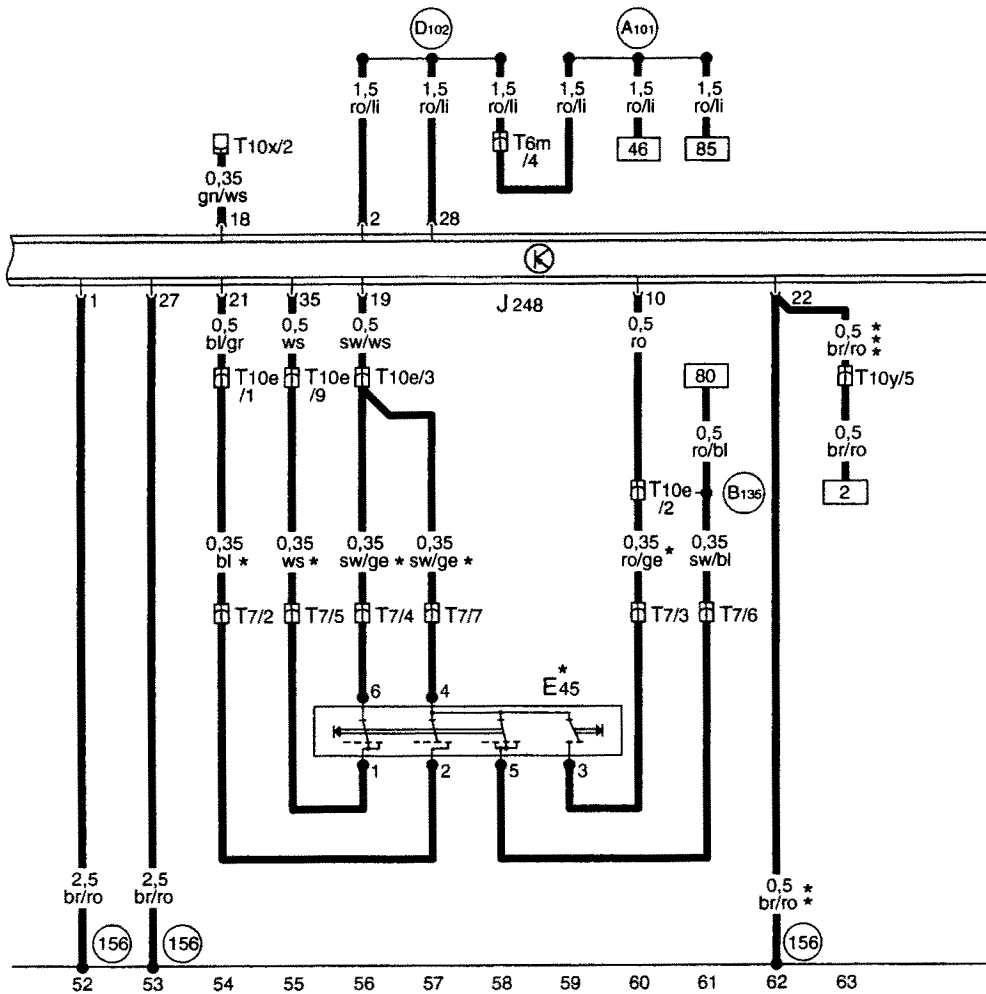 D102 A101
1,5 1,5 1,5 1,5 1,5 1,5
ro/li ro/li ro/li ro/li ro/li ro/li
T10x/2 T6m 46 85
/4
0,35
gn/ws
18 2 28
K
1 27 21 35 19 J 248 10 22
0,5 0,5 0,5 0,5 0,5 *
bl/gr ws sw/ws ro br/ro * *
T10e T10e T10e/3 80 T10y/5
/1 /9
0,5 0,5
ro/bl br/ro
T10e B135 2
/2
0,35 0,35 0,35 0,35 0,35 0,35
bl * ws * sw/ge * sw/ge * ro/ge * sw/bl
T7/2 T7/5 T7/4 T7/7 T7/3 T7/6
6 4 E45 *
1 2 5 3
2,5 2,5 0,5 *
br/ro br/ro br/ro *
156 156 156
52 53 54 55 56 57 58 59 60 61 62 63